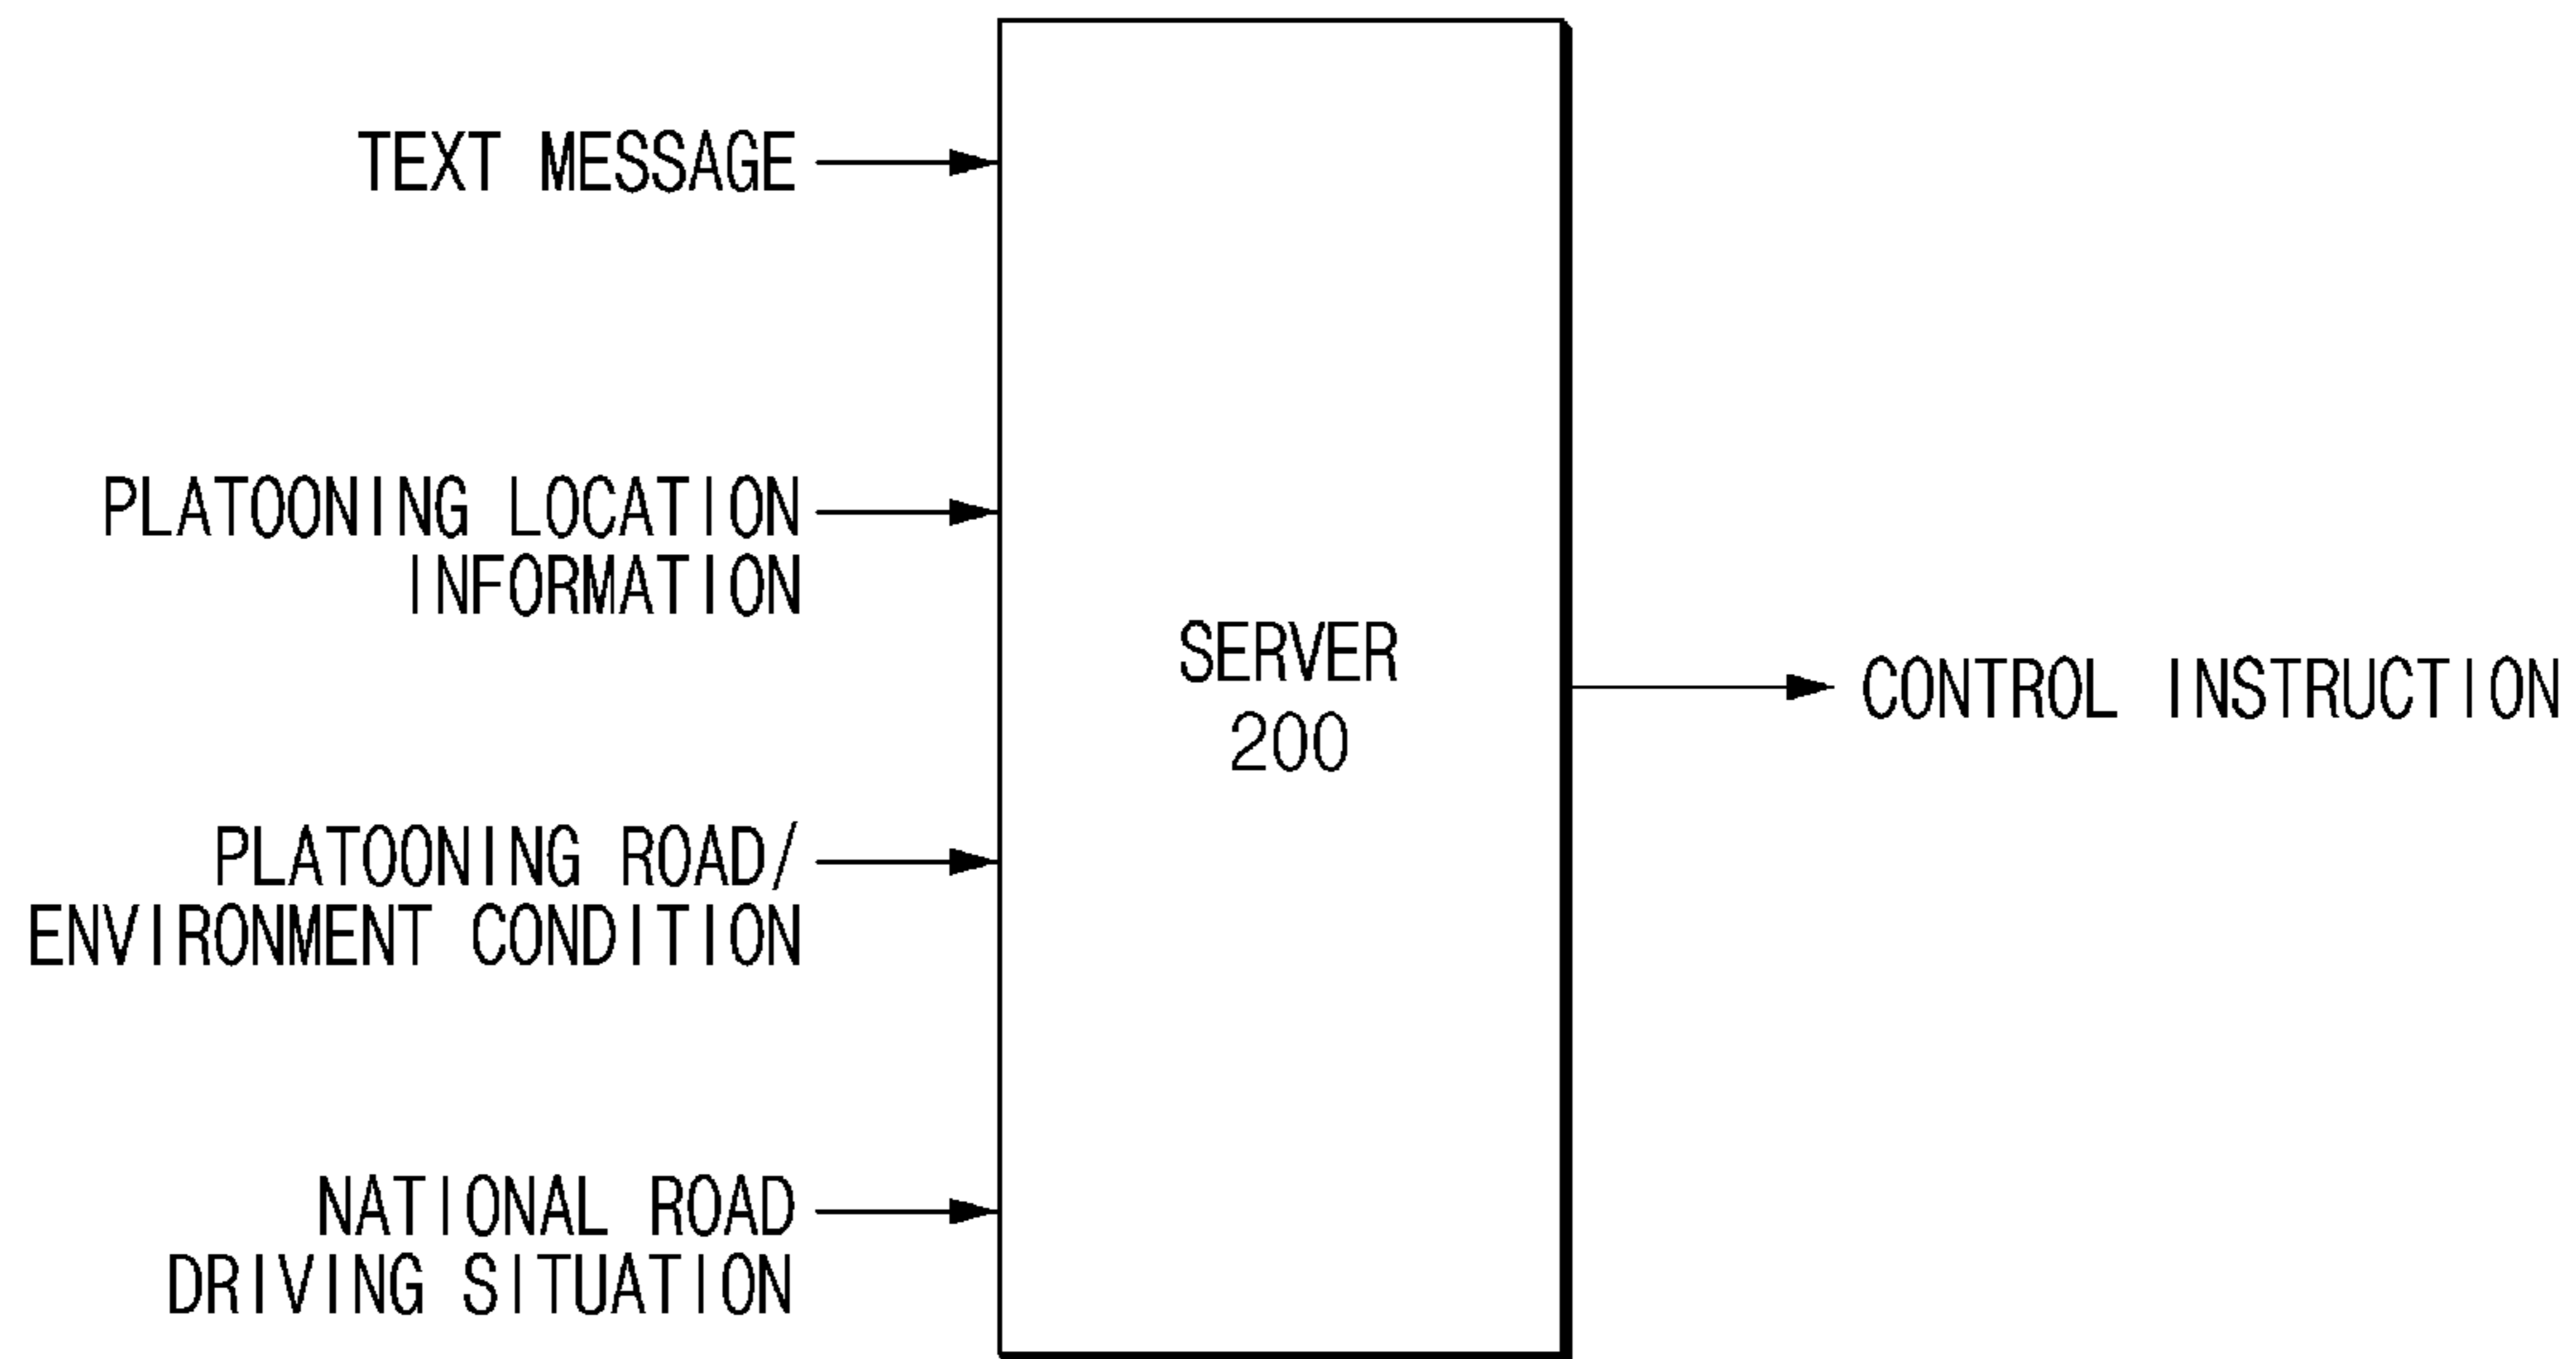 TEXT MESSAGE
PLATOONING LOCATION
INFORMATION
PLATOONING ROAD/
ENVIRONMENT CONDITION
NATIONAL ROAD
DRIVING SITUATION
SERVER
200
CONTROL INSTRUCTION